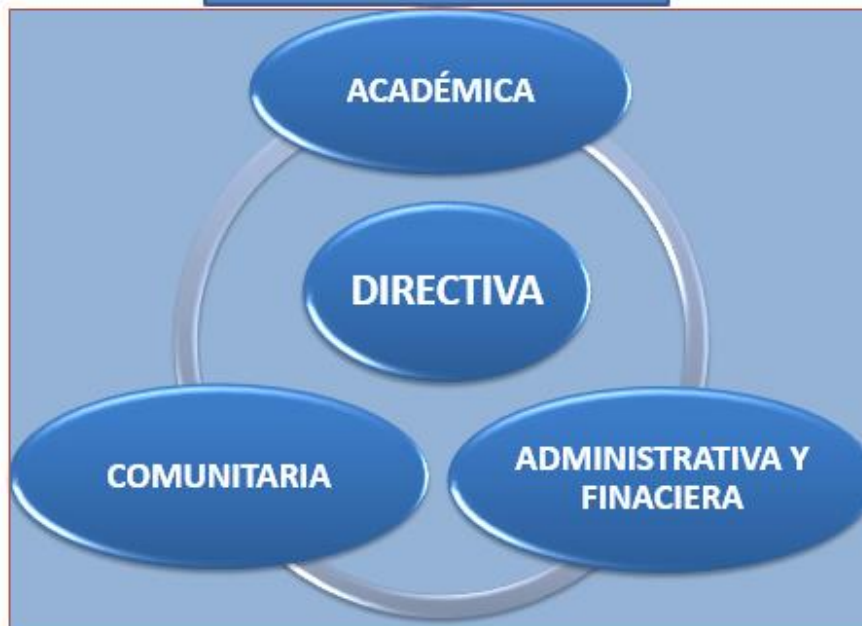 ACADÉMICA
DIRECTIVA
COMUNITARIA
ADMINISTRATIVA Y
FINACIERA